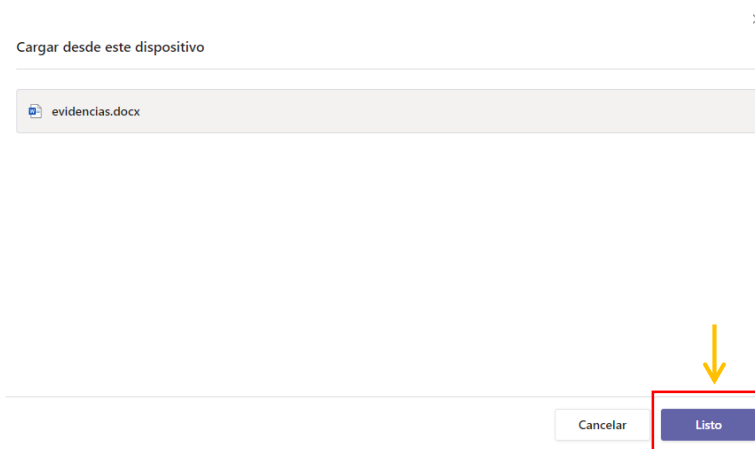 Cargar desde este dispositivo
evidencias.docx
Cancelar
Listo